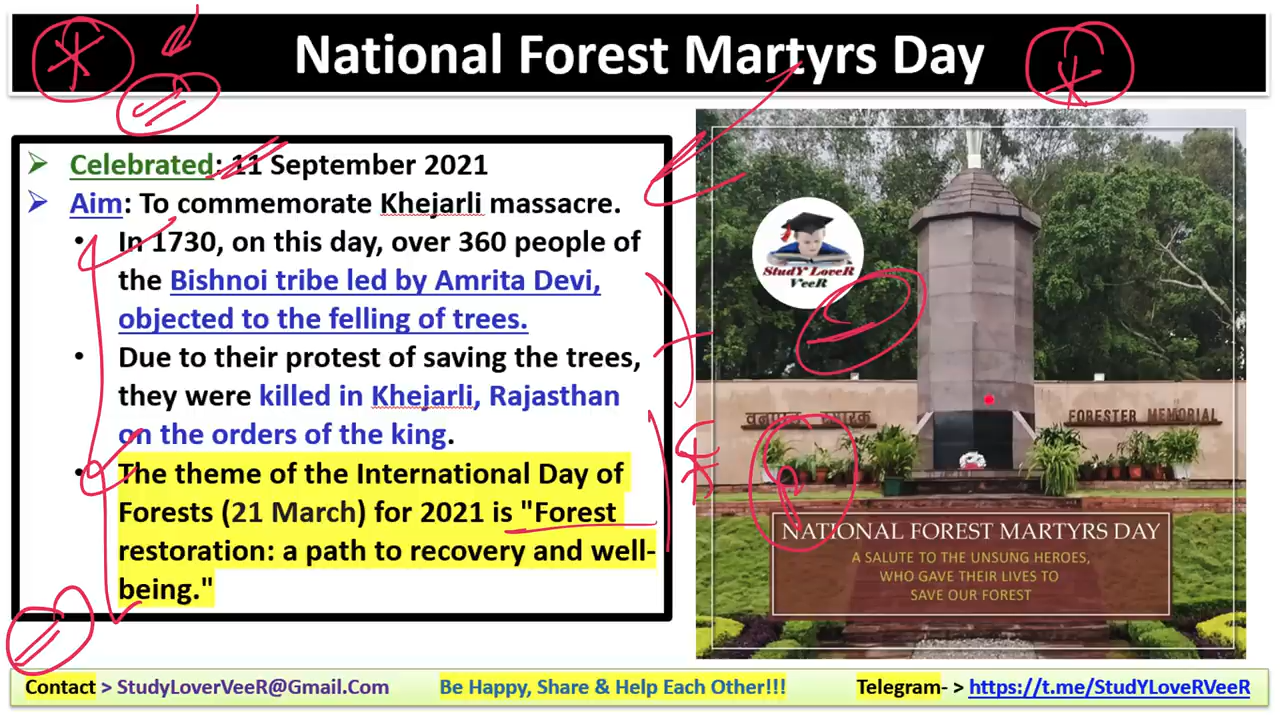 National Forest Martyrs Day
Celebrated: 11 September 2021
Aim: To commemorate Khejarli massacre.
• In 1730, on this day, over 360 people of
the Bishnoi tribe led by Amrita Devi,
objected to the felling of trees.
• Due to their protest of saving the trees,
they were killed in Khejarli, Rajasthan
on the orders of the king.
• The theme of the International Day of
Forests (21 March) for 2021 is "Forest
restoration: a path to recovery and well-
being."
StudY LoveR
VeeR
FORESTER MEMORIAL
NATIONAL FOREST MARTYRS DAY
A SALUTE TO THE UNSUNG HEROES,
WHO GAVE THEIR LIVES TO
SAVE OUR FOREST
Contact > StudyLoverVeeR@Gmail.Com
Be Happy, Share & Help Each Other!!!
Telegram- > https://t.me/StudYLoveRVeeR